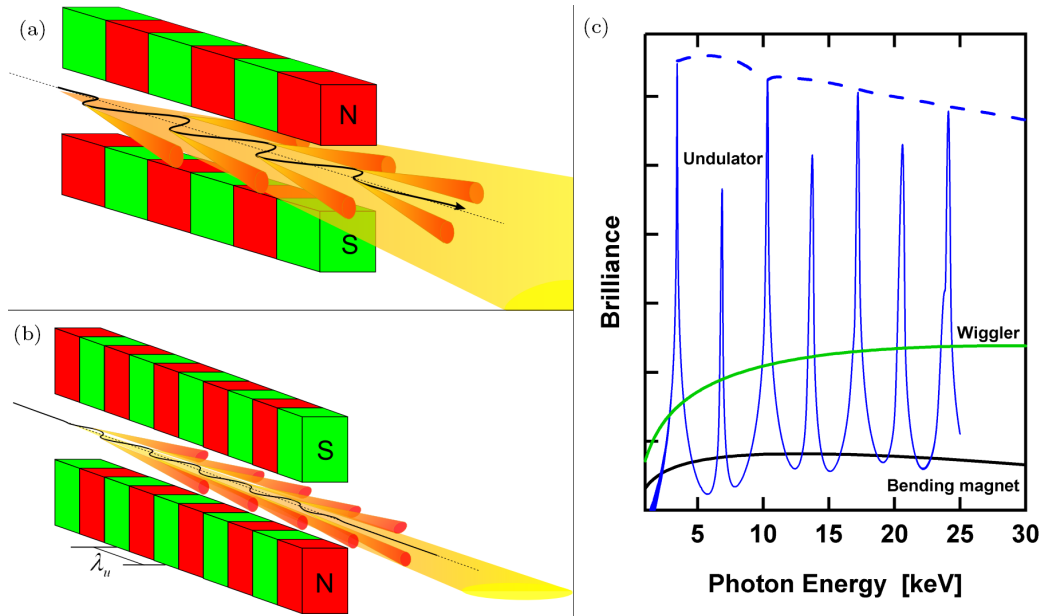 (a)
N
S
(b)
S
N
λu
(c)
Brilliance
Undulator
Wiggler
Bending magnet
5 10 15 20 25 30
Photon Energy [keV]